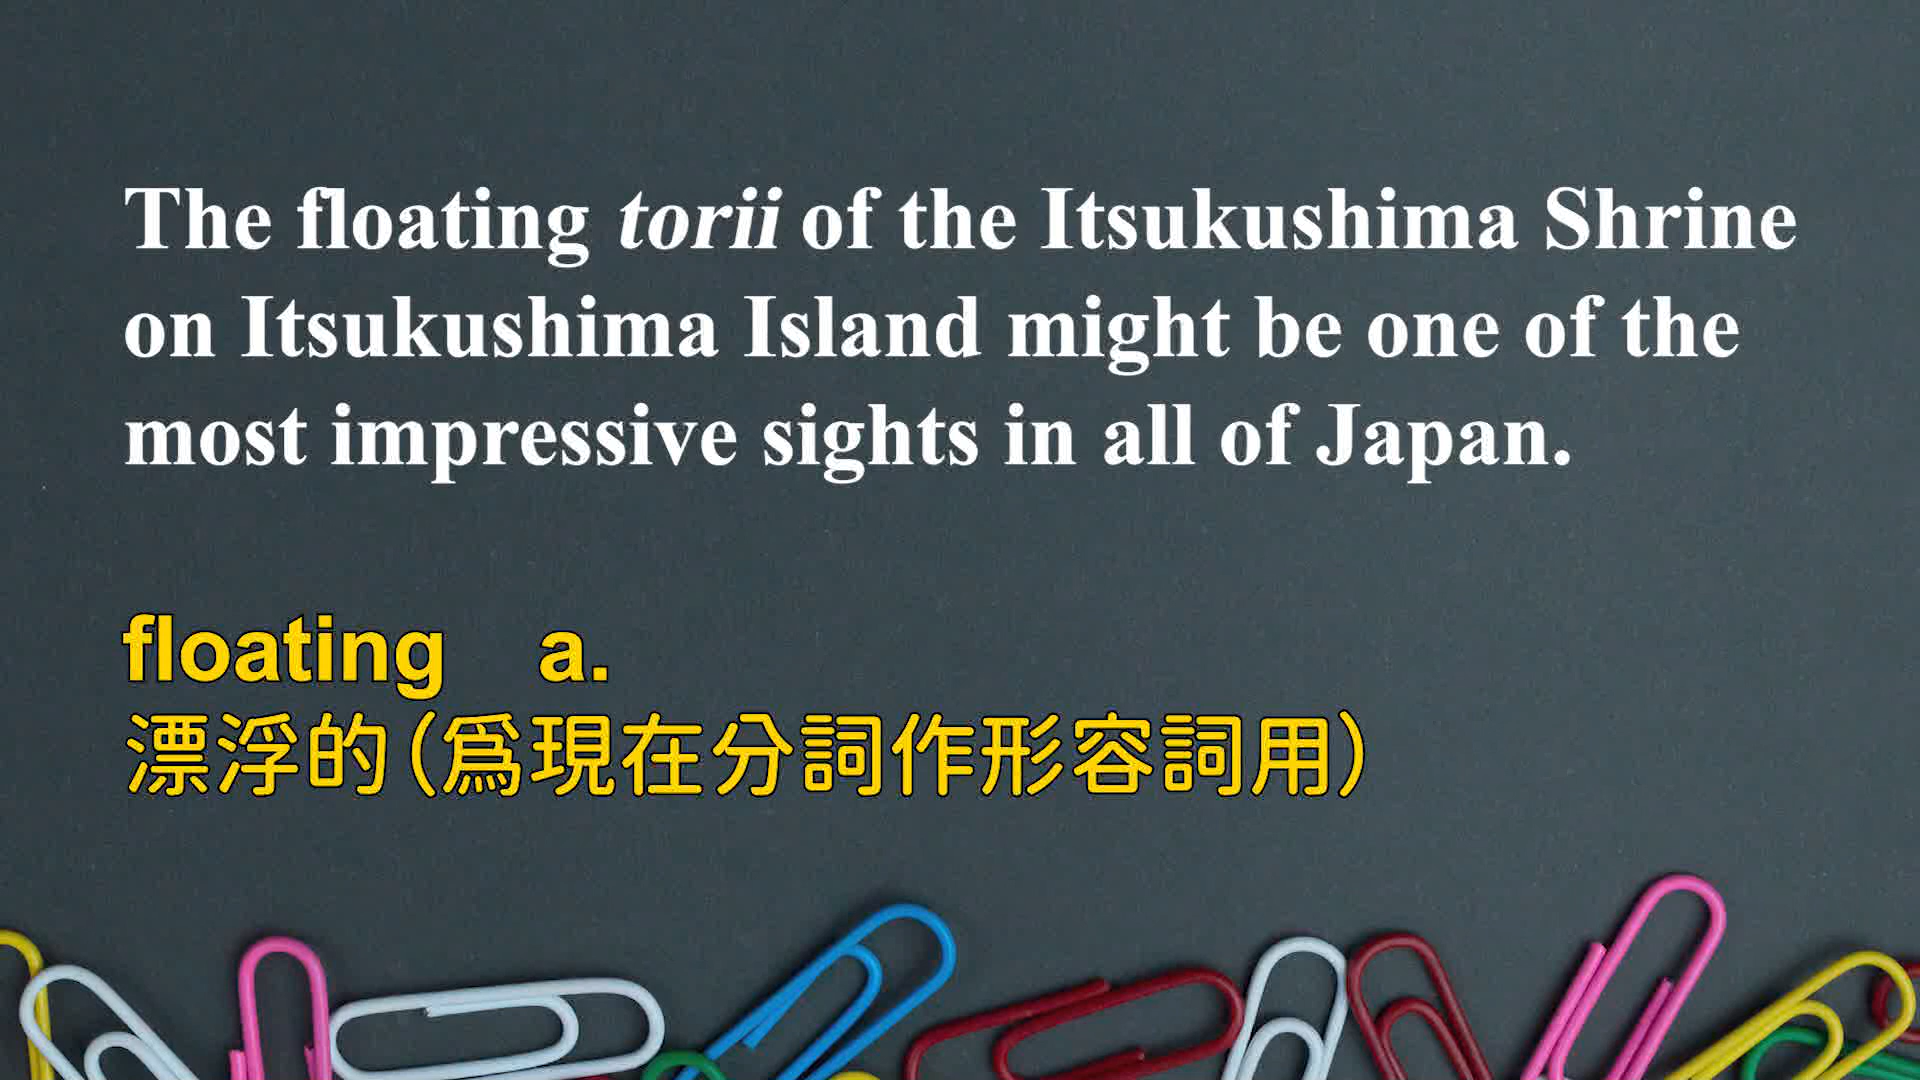 The floating torii of the Itsukushima Shrine
on Itsukushima Island might be one of the
most impressive sights in all of Japan.
floating a.
漂浮的(爲現在分詞作形容詞用)